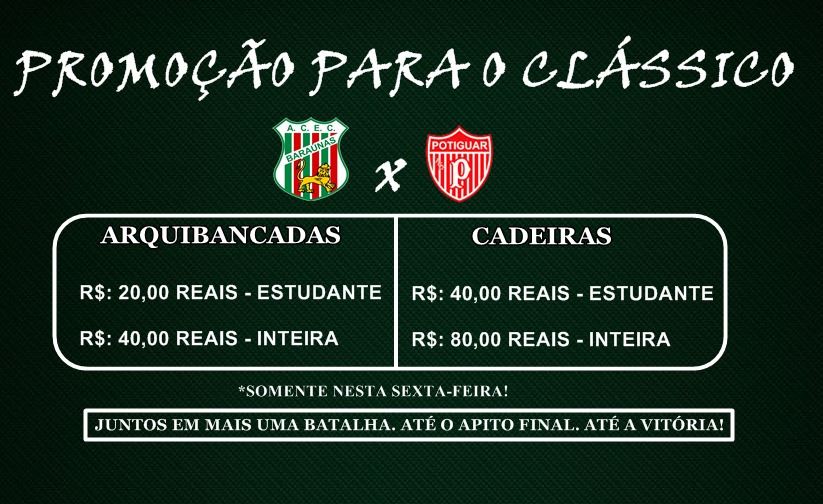 PROMOÇÃO PARA O CLÁSSICO
A. C. E. C.
BARAUNAS
x
POTIGUAR
P
ARQUIBANCADAS
R$: 20,00 REAIS - ESTUDANTE
R$: 40,00 REAIS - INTEIRA
CADEIRAS
R$: 40,00 REAIS - ESTUDANTE
R$: 80,00 REAIS - INTEIRA
*SOMENTE NESTA SEXTA-FEIRA!
JUNTOS EM MAIS UMA BATALHA. ATÉ O APITO FINAL. ATÉ A VITÓRIA!